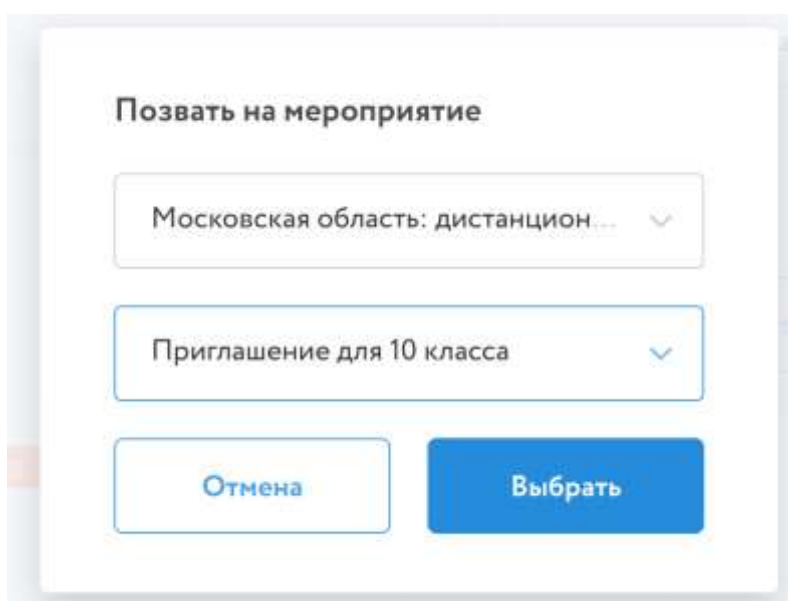 Позвать на мероприятие
Московская область: дистанцион...
Приглашение для 10 класса
Отмена
Выбрать